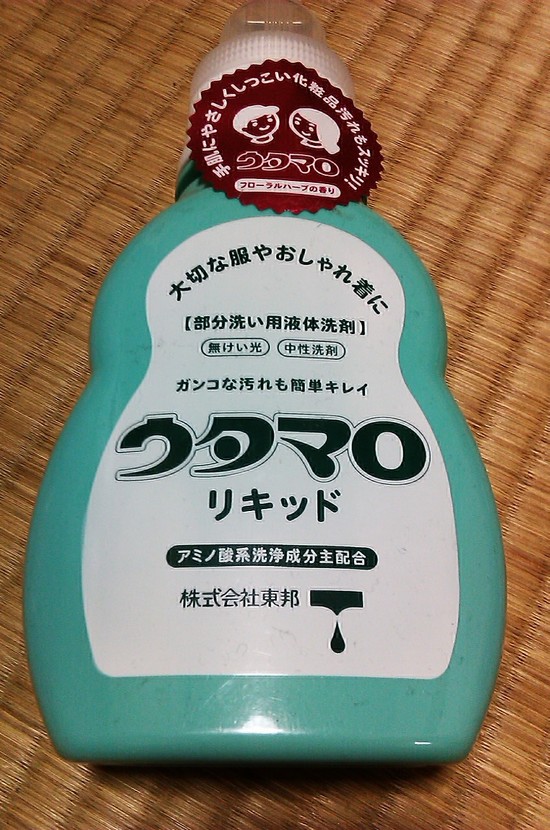 手肌にやさしくしつこい化粧品汚れもスッキリ!
ウタマロ
フローラルハーブの香り
大切な服やおしゃれ着に
【部分洗い用液体洗剤】
無けい光 中性洗剤
ガンコな汚れも簡単キレイ
ウタマロ
リキッド
アミノ酸系洗浄成分主配合
株式会社東邦